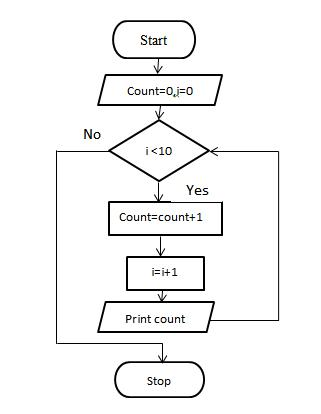 Start
Count=0,i=0
No
i <10
Yes
Count=count+1
i=i+1
Print count
Stop